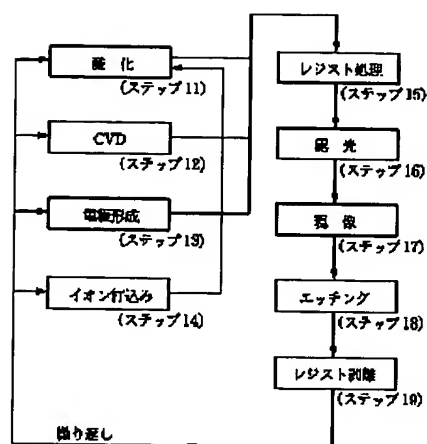 酸 化
(ステップ11)
CVD
(ステップ12)
電極形成
(ステップ13)
イオン打込み
(ステップ14)
レジスト処理
(ステップ15)
露 光
(ステップ16)
現 像
(ステップ17)
エッチング
(ステップ18)
レジスト剥離
(ステップ19)
繰り返し